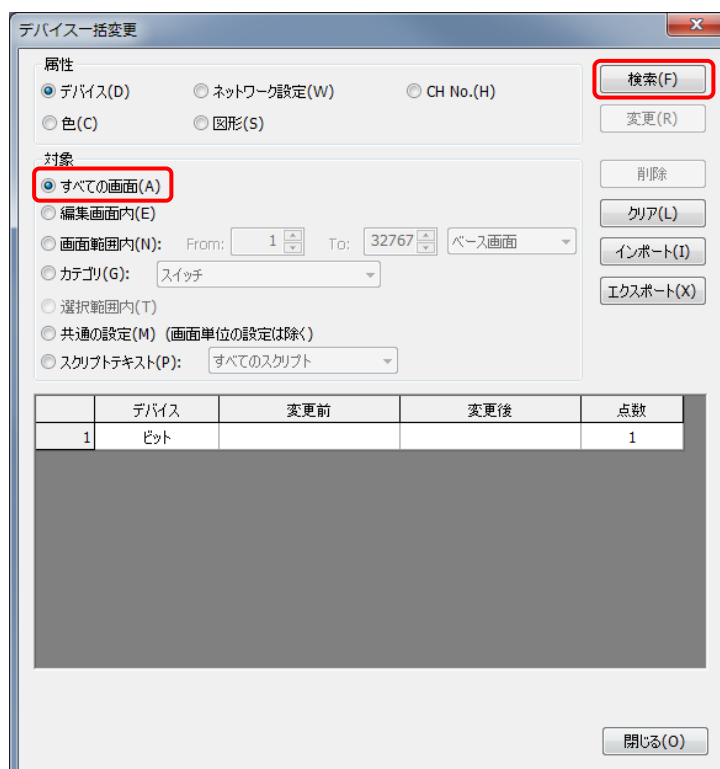 デバイス一括変更
属性
デバイス(D) ネットワーク設定(W) CH No.(H)
色(C) 図形(S)
検索(F)
変更(R)
対象
すべての画面(A)
編集画面内(E)
画面範囲内(N): From: 1 To: 32767 ベース画面
カテゴリ(G): スイッチ
選択範囲内(T)
共通の設定(M) (画面単位の設定は除く)
スクリプトテキスト(P): すべてのスクリプト
削除
クリア(L)
インポート(I)
エクスポート(X)
デバイス 変更前 変更後 点数
1 ビット 1
閉じる(O)